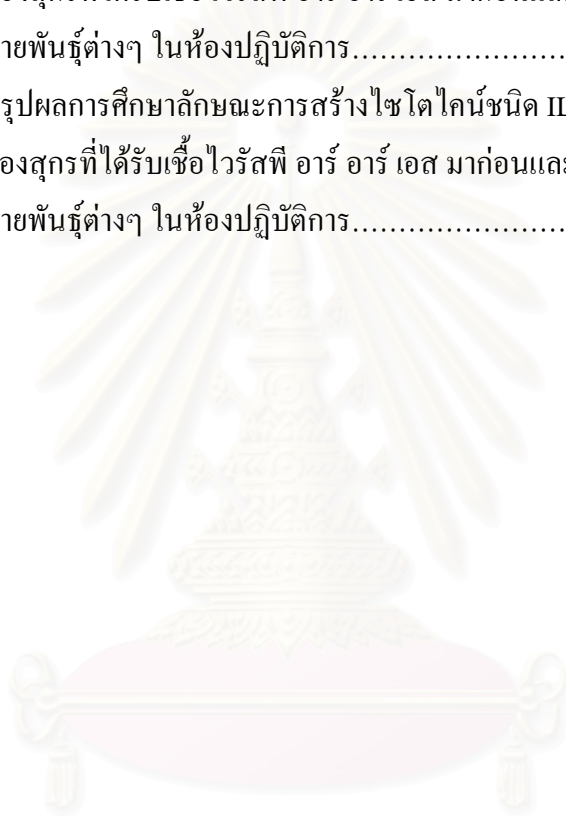 ายพันธุ์ต่างๆ ในห้องปฏิบัติการ.......................
รุปผลการศึกษาลักษณะการสร้างไซโตไคน์ชนิด IL
องสุกรที่ได้รับเชื้อไวรัสพี อาร์ อาร์ เอส มาก่อนและ
ายพันธุ์ต่างๆ ในห้องปฏิบัติการ.......................